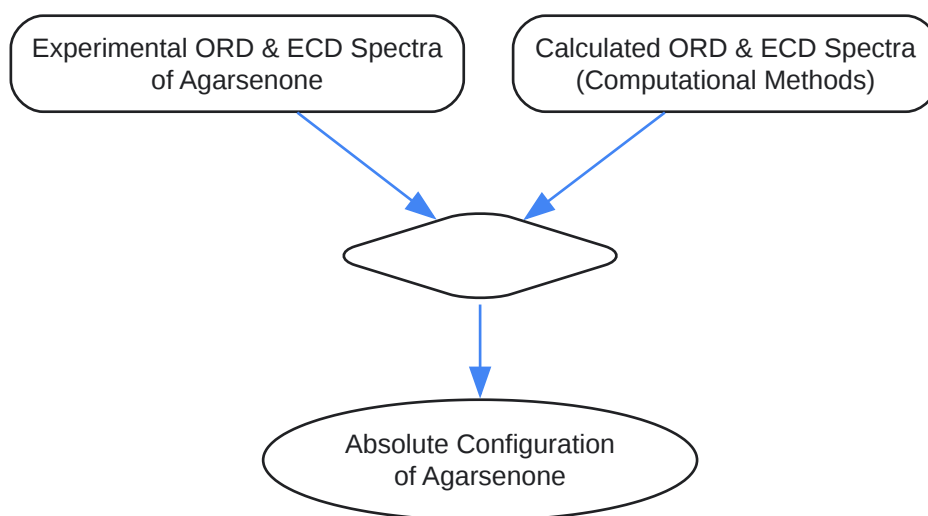 Experimental ORD & ECD Spectra
of Agarsenone
Calculated ORD & ECD Spectra
(Computational Methods)
Absolute Configuration
of Agarsenone